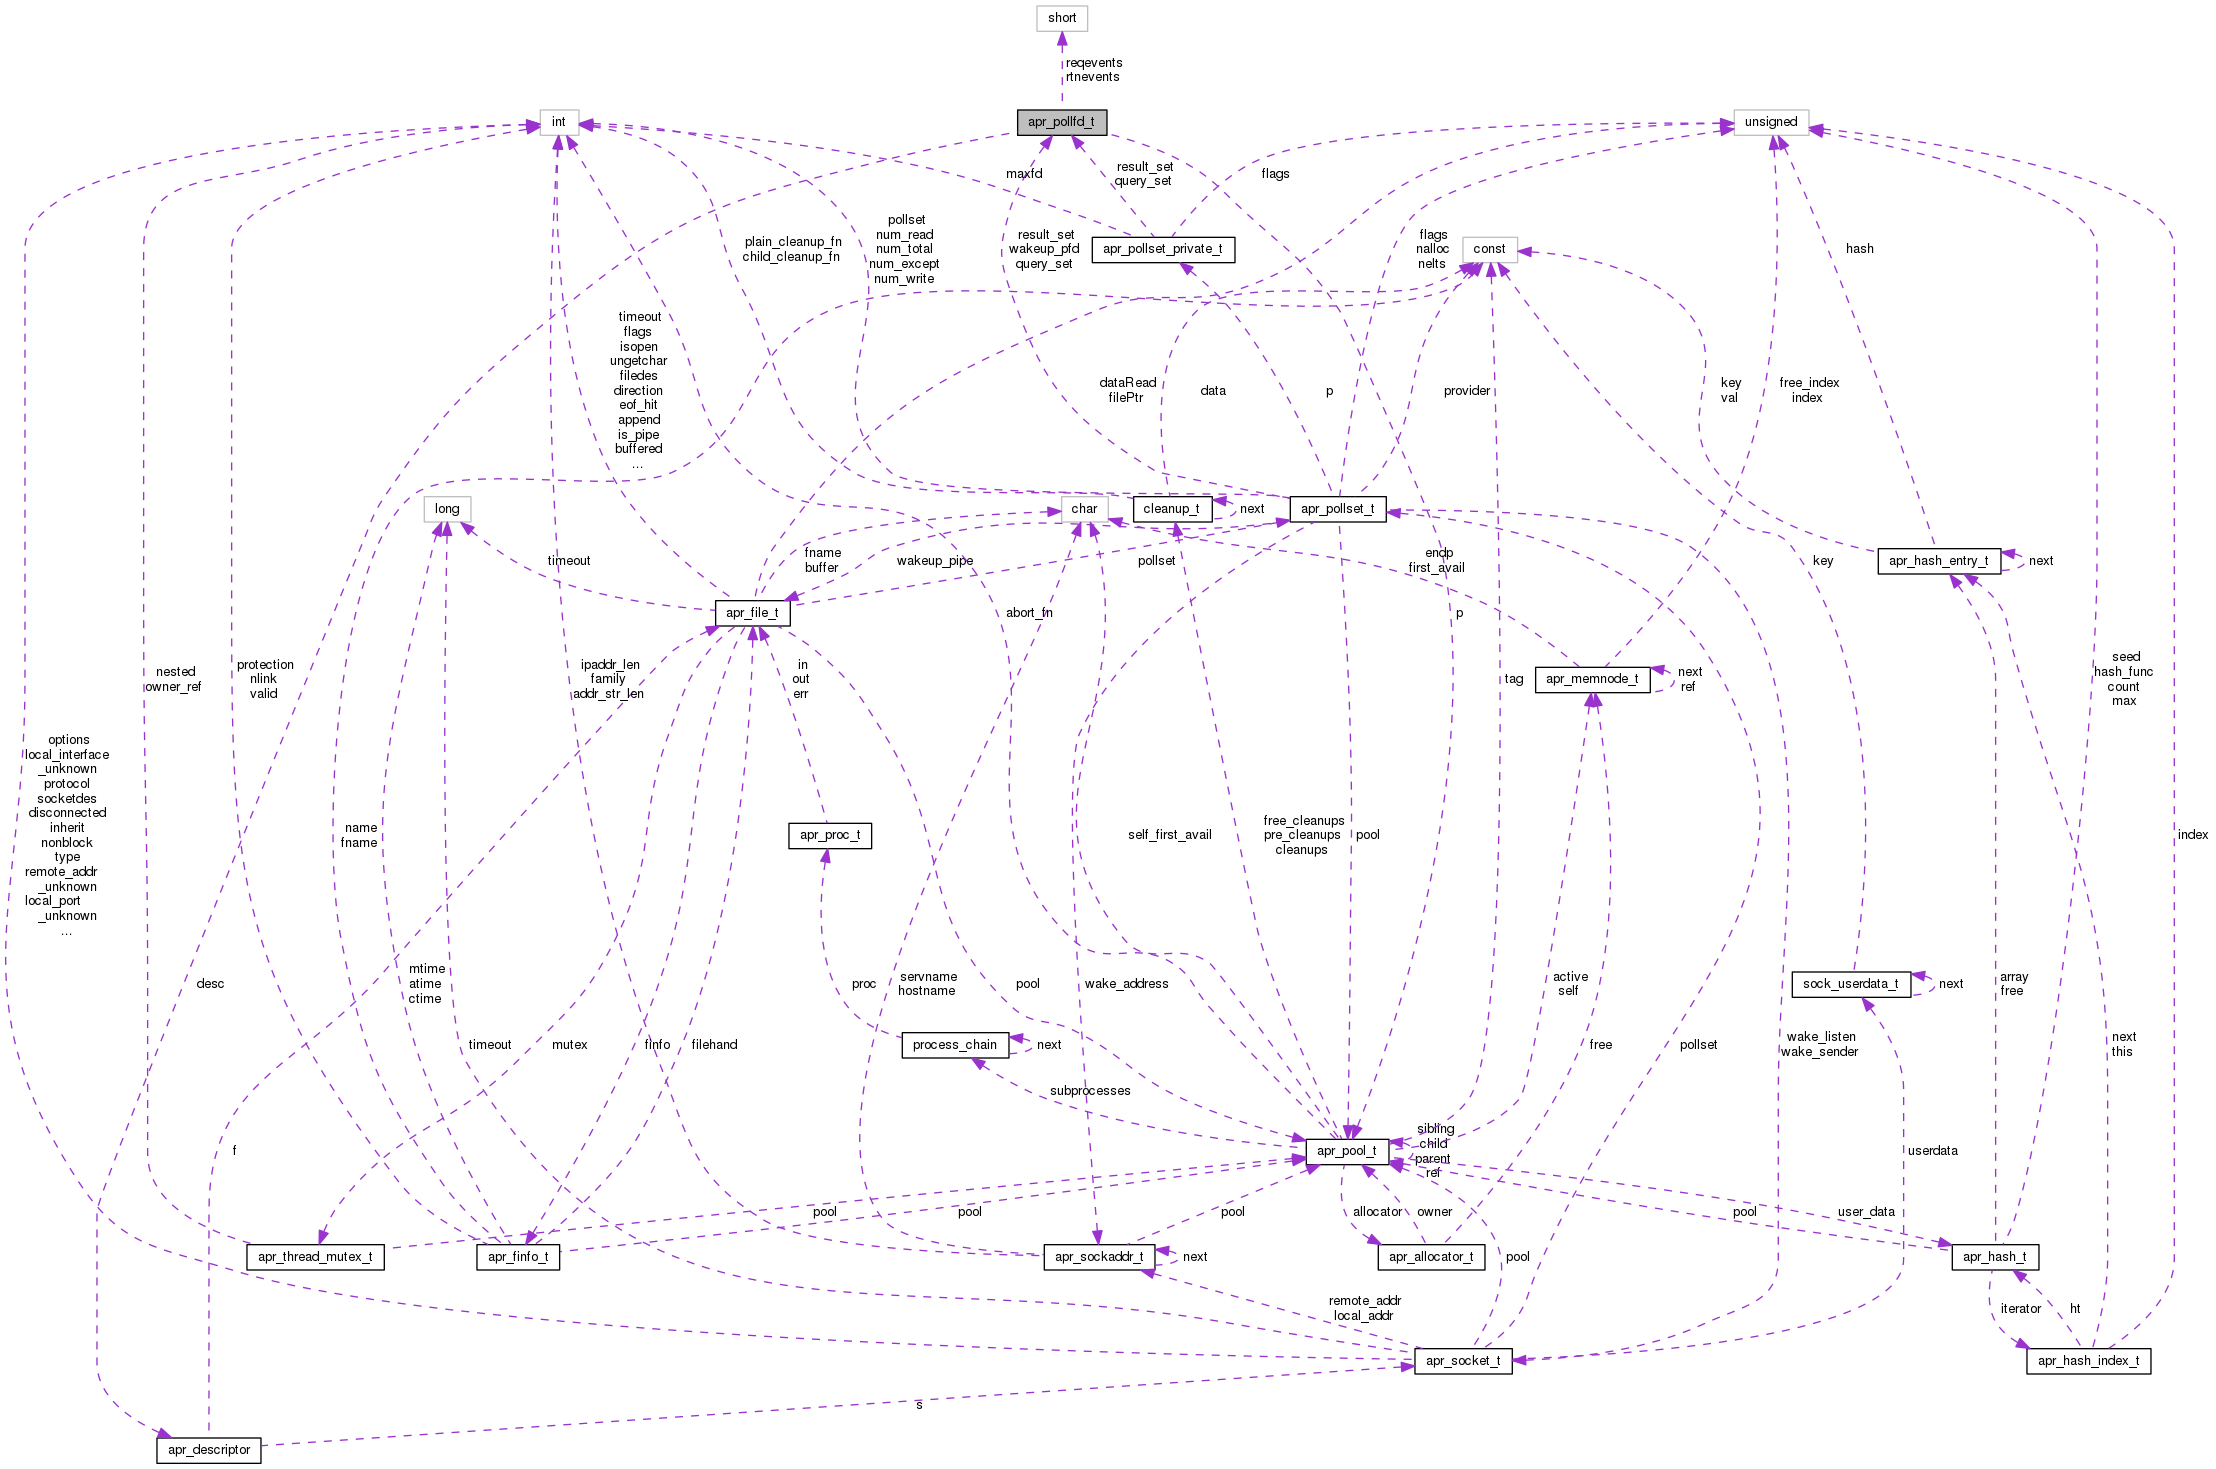 short
reqevents
rtnevents
int
apr_pollfd_t
unsigned
maxfd
result_set
query_set
flags
pollset
num_read
num_total
num_except
num_write
plain_cleanup_fn
child_cleanup_fn
result_set
wakeup_pfd
query_set
apr_pollset_private_t
flags
nalloc
nelts
const
hash
timeout
flags
isopen
ungetchar
filedes
direction
eof_hit
append
is_pipe
buffered
...
dataRead
filePtr
data
p
provider
key
val
free_index
index
long
char
cleanup_t
next
apr_pollset_t
timeout
fname
buffer
wakeup_pipe
pollset
endp
first_avail
key
apr_hash_entry_t
next
apr_file_t
abort_fn
p
nested
owner_ref
protection
nlink
valid
ipaddr_len
family
addr_str_len
in
out
err
tag
apr_memnode_t
next
ref
seed
hash_func
count
max
options
local_interface
_unknown
protocol
socketdes
disconnected
inherit
nonblock
type
remote_addr
_unknown
local_port
_unknown
...
name
fname
apr_proc_t
self_first_avail
free_cleanups
pre_cleanups
cleanups
pool
index
desc
mtime
atime
ctime
proc
servname
hostname
pool
wake_address
active
self
sock_userdata_t
next
array
free
timeout
mutex
finfo
filehand
process_chain
next
free
pollset
wake_listen
wake_sender
next
this
subprocesses
f
apr_pool_t
sibling
child
parent
ref
userdata
pool
pool
pool
allocator
owner
pool
user_data
apr_thread_mutex_t
apr_finfo_t
apr_sockaddr_t
next
apr_allocator_t
pool
apr_hash_t
remote_addr
local_addr
iterator
ht
apr_socket_t
apr_hash_index_t
s
apr_descriptor